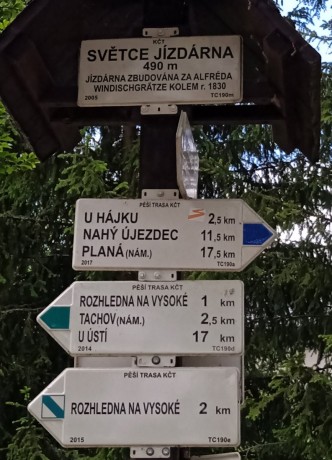 KČT
SVĚTCE JÍZDÁRNA
490 m
JÍZDÁRNA ZBUDOVÁNA ZA ALFRÉDA
WINDISCHGRÄTZE KOLEM r. 1830
2005 TC190m
PĚŠÍ TRASA KČT
U HÁJKU 2,5 km
NAHÝ ÚJEZDEC 11,5 km
PLANÁ (NÁM.) 17,5 km
2017 TC190a
PĚŠÍ TRASA KČT
ROZHLEDNA NA VYSOKÉ 1 km
TACHOV (NÁM.) 2,5 km
U ÚSTÍ 17 km
2014 TC190d
PĚŠÍ TRASA KČT
ROZHLEDNA NA VYSOKÉ 2 km
2015 TC190e